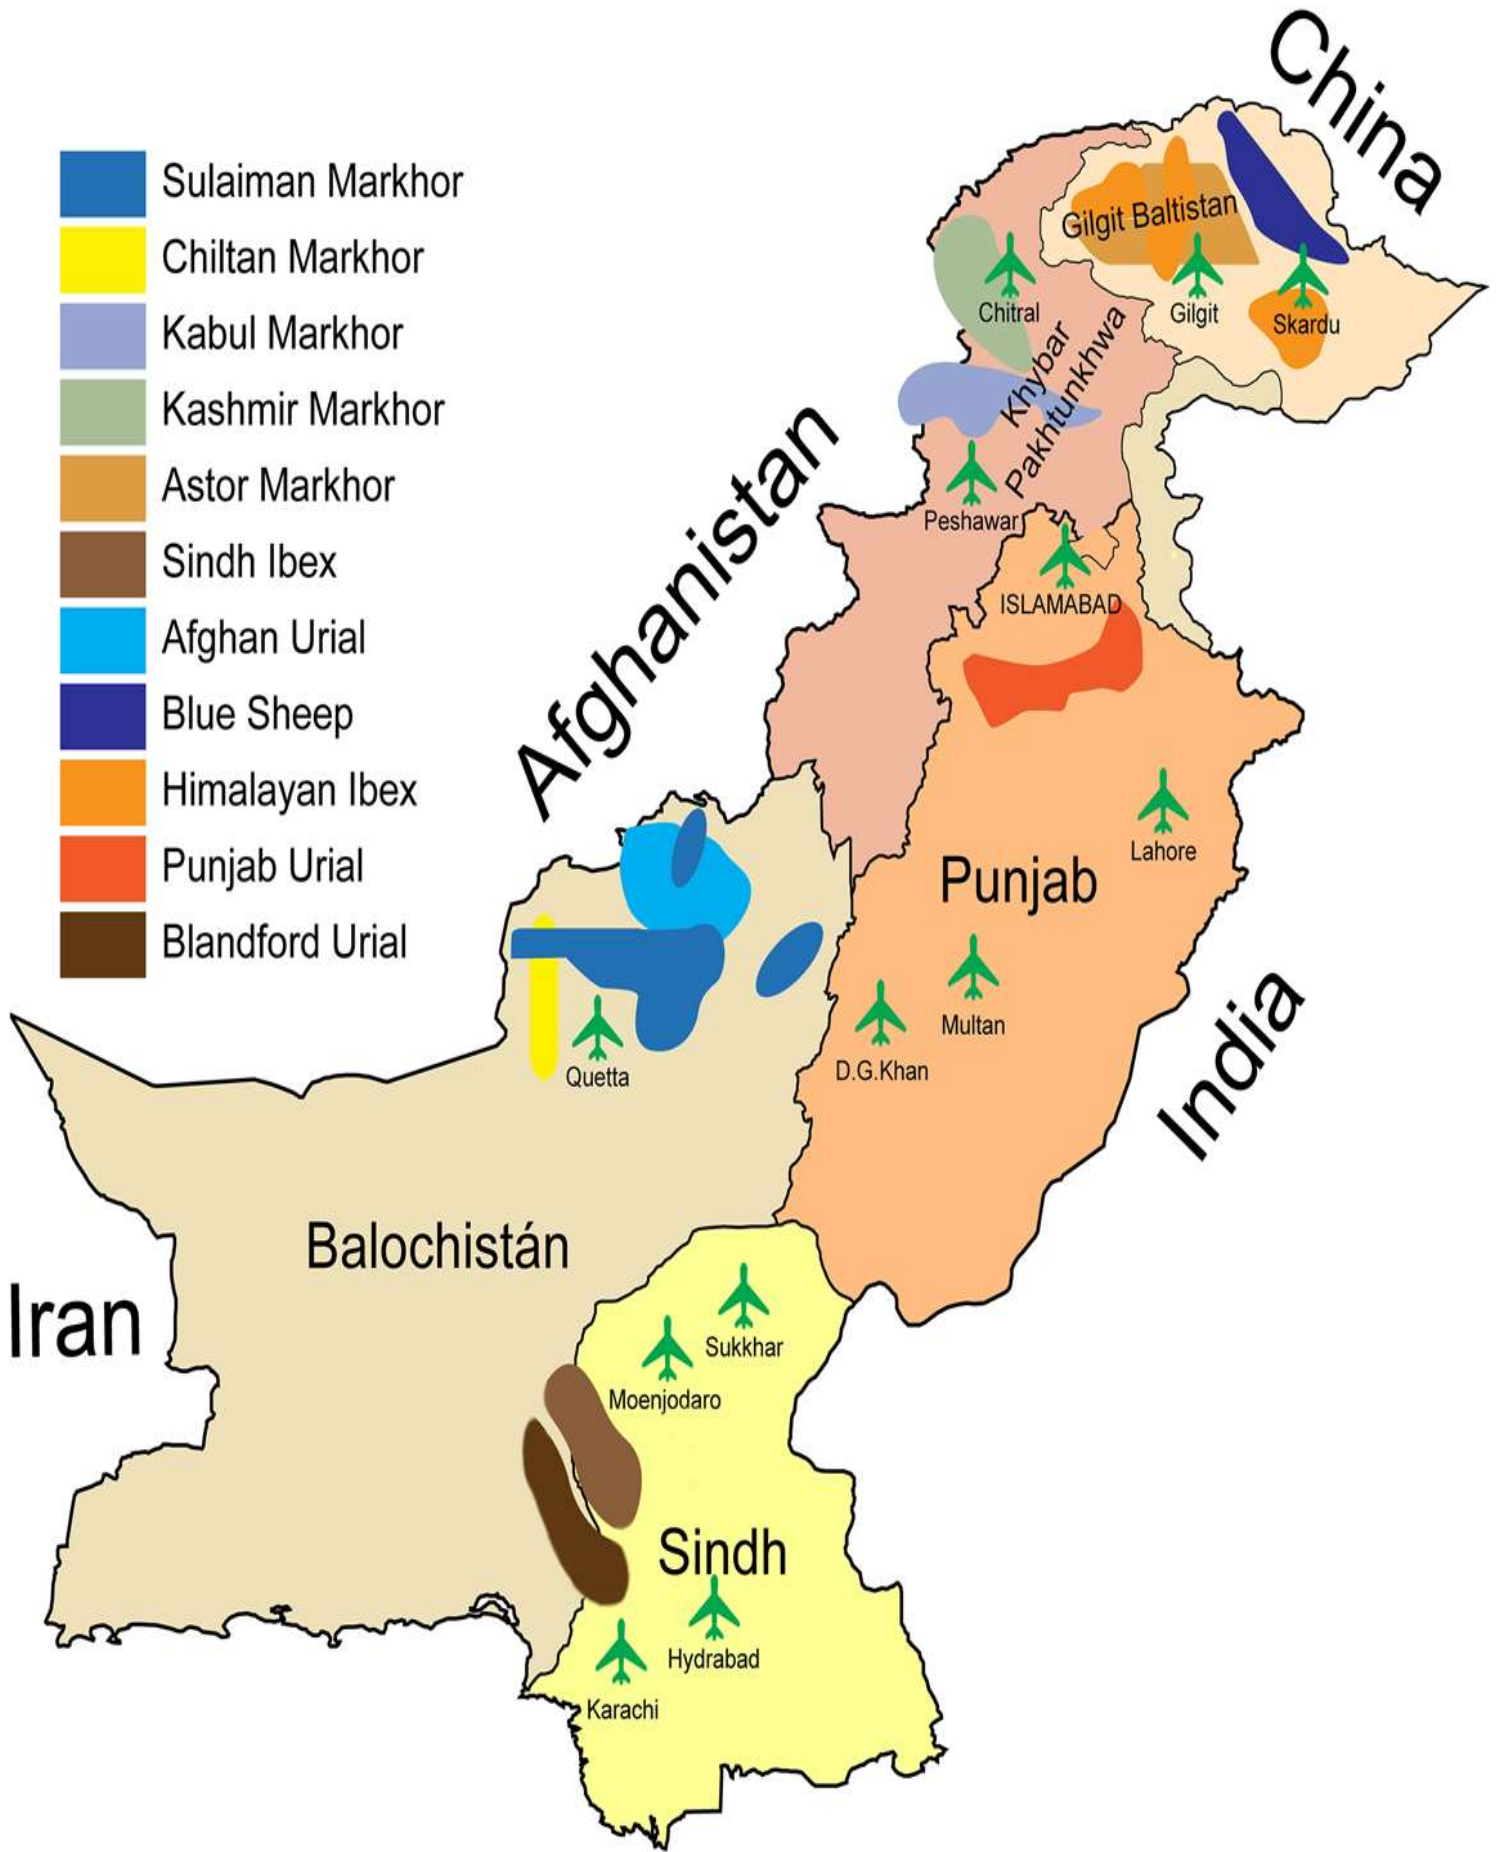 China
Sulaiman Markhor
Chiltan Markhor
Kabul Markhor
Kashmir Markhor
Astor Markhor
Sindh Ibex
Afghan Urial
Blue Sheep
Himalayan Ibex
Punjab Urial
Blandford Urial
Gilgit Baltistan
Chitral
Gilgit
Skardu
Khybar
Pakhtunkhwa
Afghanistan
Peshawar
ISLAMABAD
Lahore
Punjab
Multan
D.G.Khan
Quetta
India
Balochistán
Iran
Sukkhar
Moenjodaro
Sindh
Hydrabad
Karachi